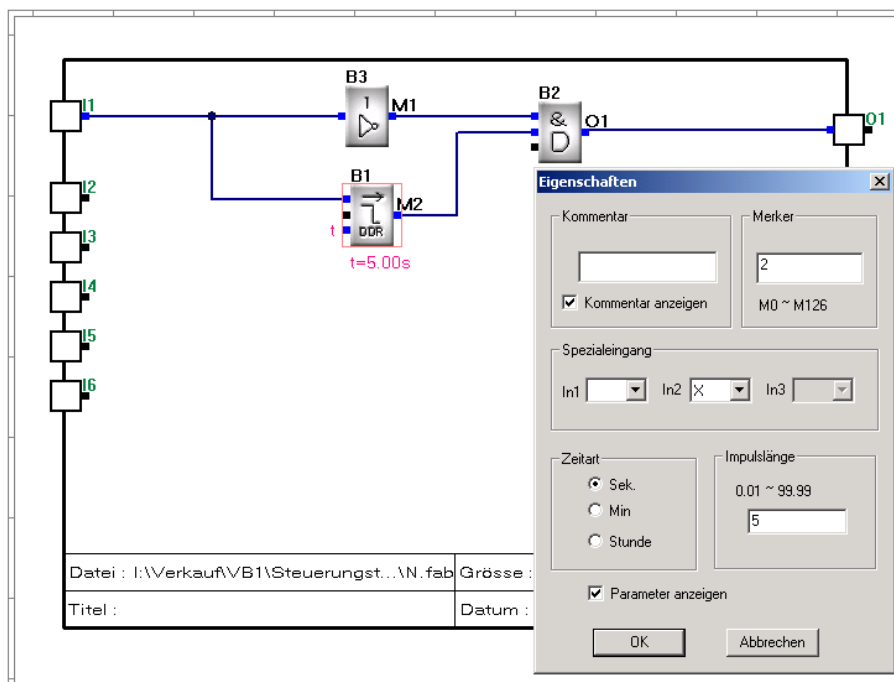 B3
B2
I1
1
M1
&
O1
O1
B1
I2
M2
t
DDR
t=5.00s
I3
I4
I5
I6
Eigenschaften
Kommentar
Merker
2
Kommentar anzeigen
M0 ~ M126
Spezialeingang
In1
In2 X
In3
Zeitart
Impulslänge
Sek.
0.01 ~ 99.99
Min
5
Stunde
Parameter anzeigen
OK
Abbrechen
Datei : I:\Verkauf\VB1\Steuerungst...\N.fab
Grösse :
Titel :
Datum :